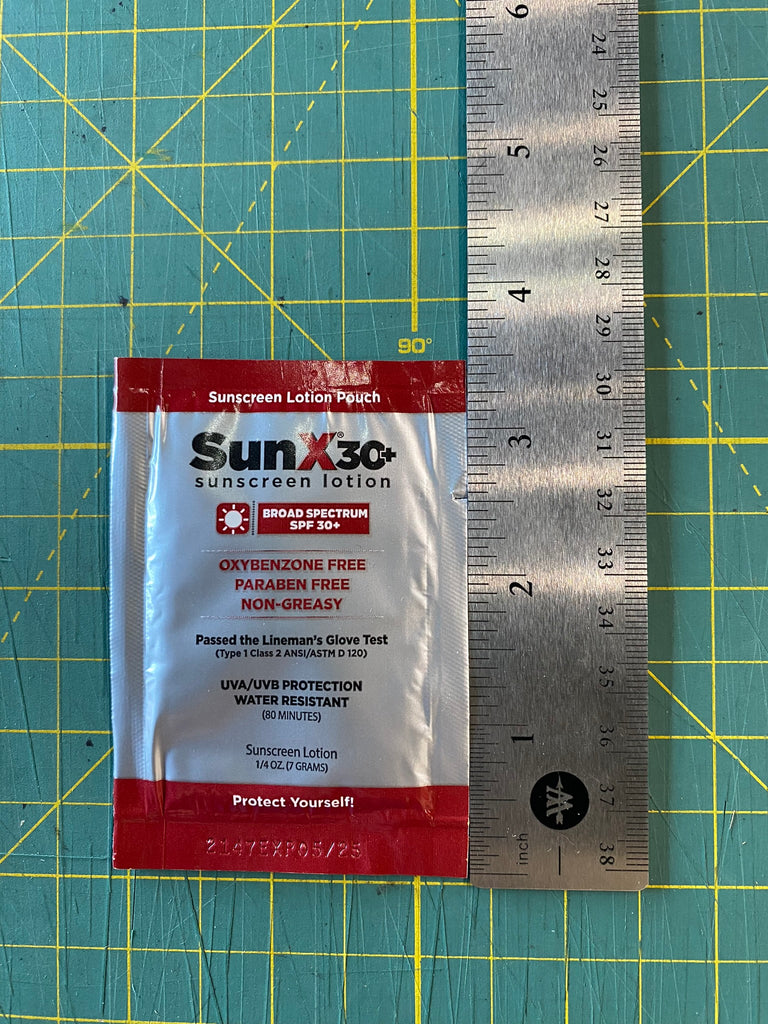 90°
Sunscreen Lotion Pouch
SunX®30+
sunscreen lotion
BROAD SPECTRUM
SPF 30+
OXYBENZONE FREE
PARABEN FREE
NON-GREASY
Passed the Lineman's Glove Test
(Type 1 Class 2 ANSI/ASTM D 120)
UVA/UVB PROTECTION
WATER RESISTANT
(80 MINUTES)
Sunscreen Lotion
1/4 OZ. (7 GRAMS)
Protect Yourself!
2147EXP05/25
6
5
4
3
2
1
inch
24
25
26
27
28
29
30
31
32
33
34
35
36
37
38